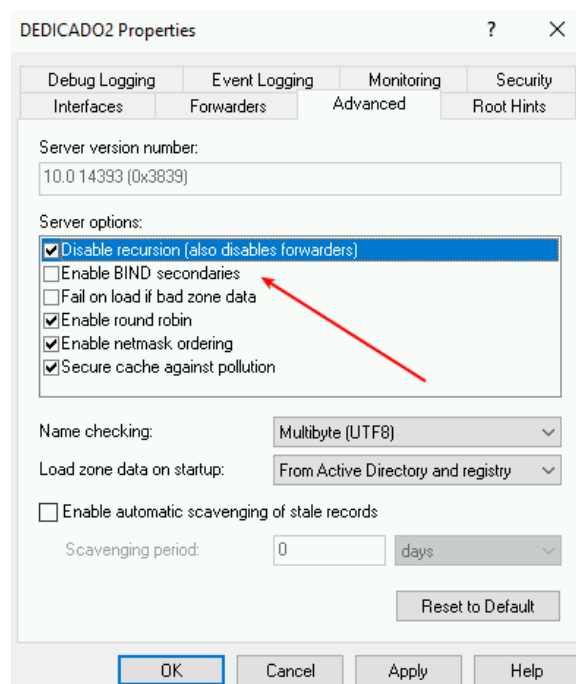 DEDICADO2 Properties
Debug Logging Event Logging Monitoring Security
Interfaces Forwarders Advanced Root Hints
Server version number:
10.0 14393 (0x3839)
Server options:
Disable recursion (also disables forwarders)
Enable BIND secondaries
Fail on load if bad zone data
Enable round robin
Enable netmask ordering
Secure cache against pollution
Name checking: Multibyte (UTF8)
Load zone data on startup: From Active Directory and registry
Enable automatic scavenging of stale records
Scavenging period: 0 days
Reset to Default
OK Cancel Apply Help